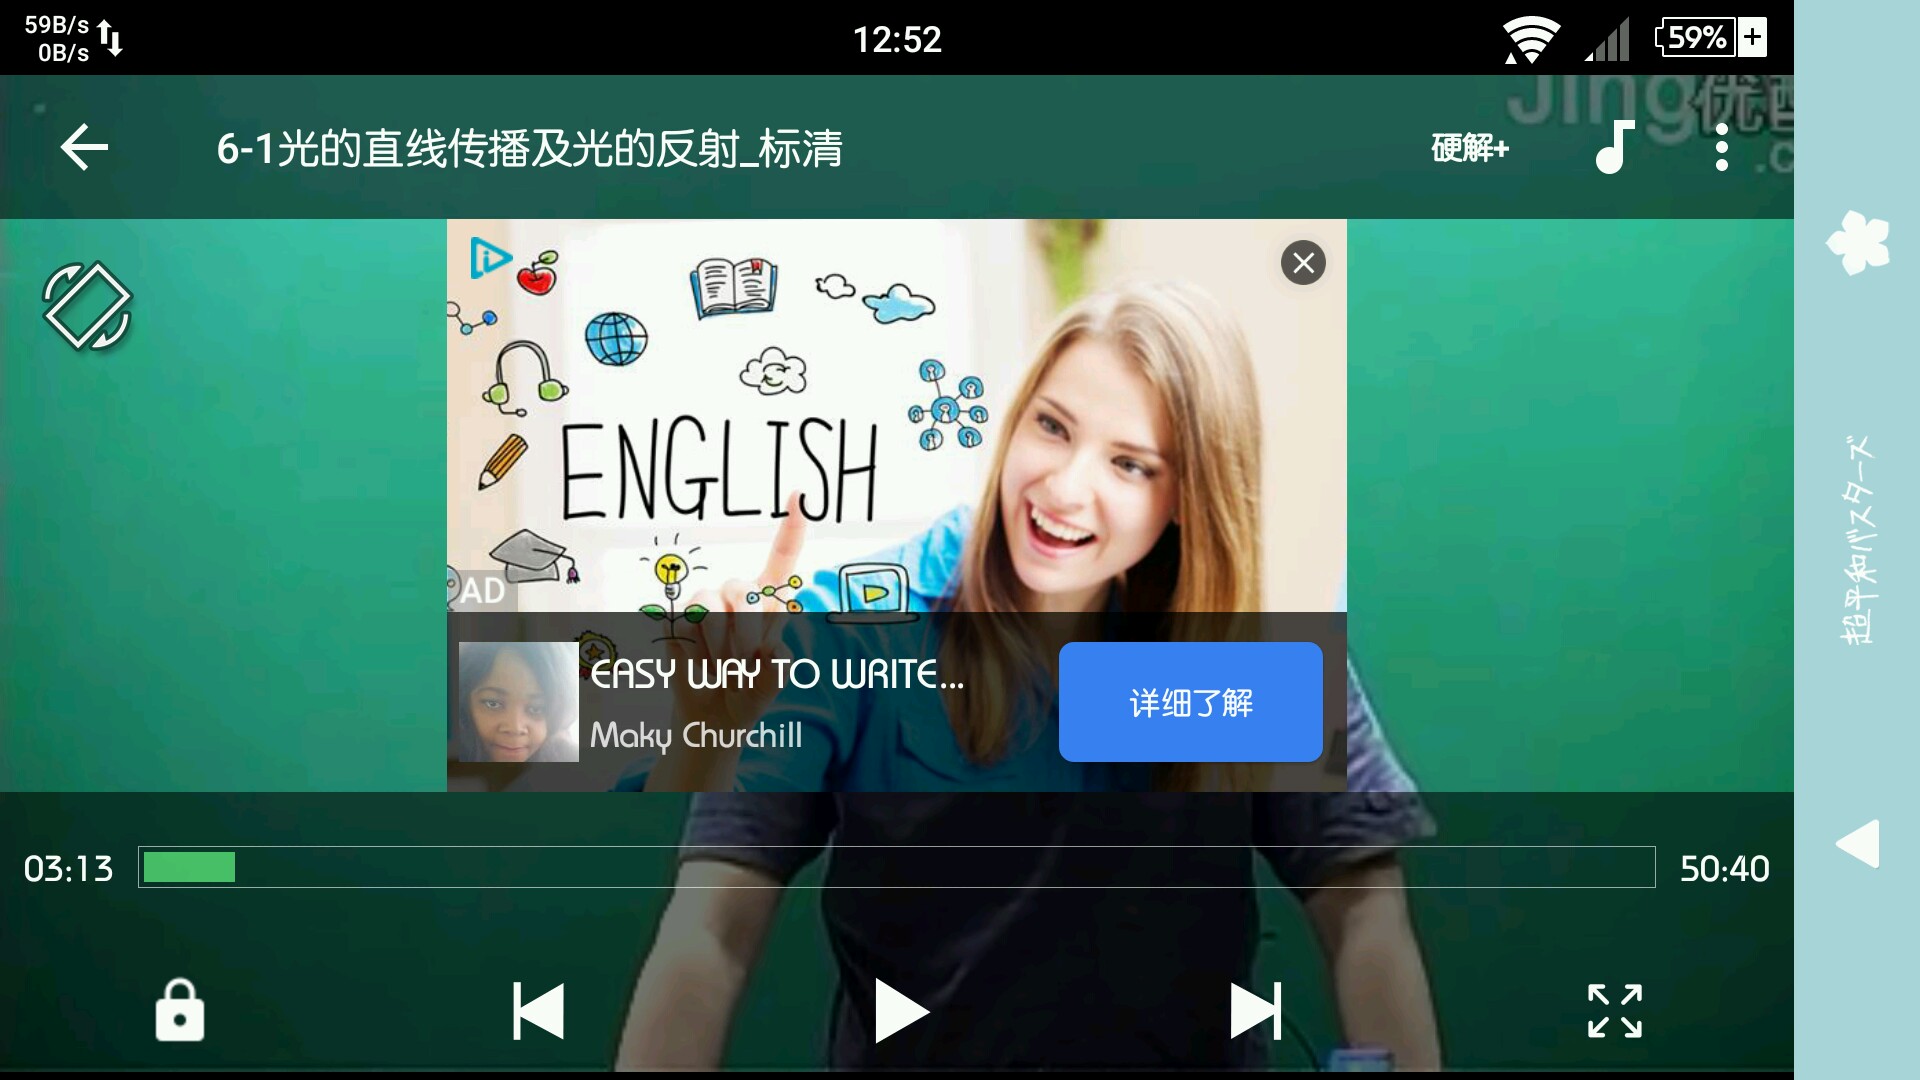 59B/s
0B/s
12:52
59%
6-1光的直线传播及光的反射_标清
硬解+
Jing优
.c
ENGLISH
AD
EASY WAY TO WRITE...
Maky Churchill
详细了解
超平和バスターズ
03:13
50:40